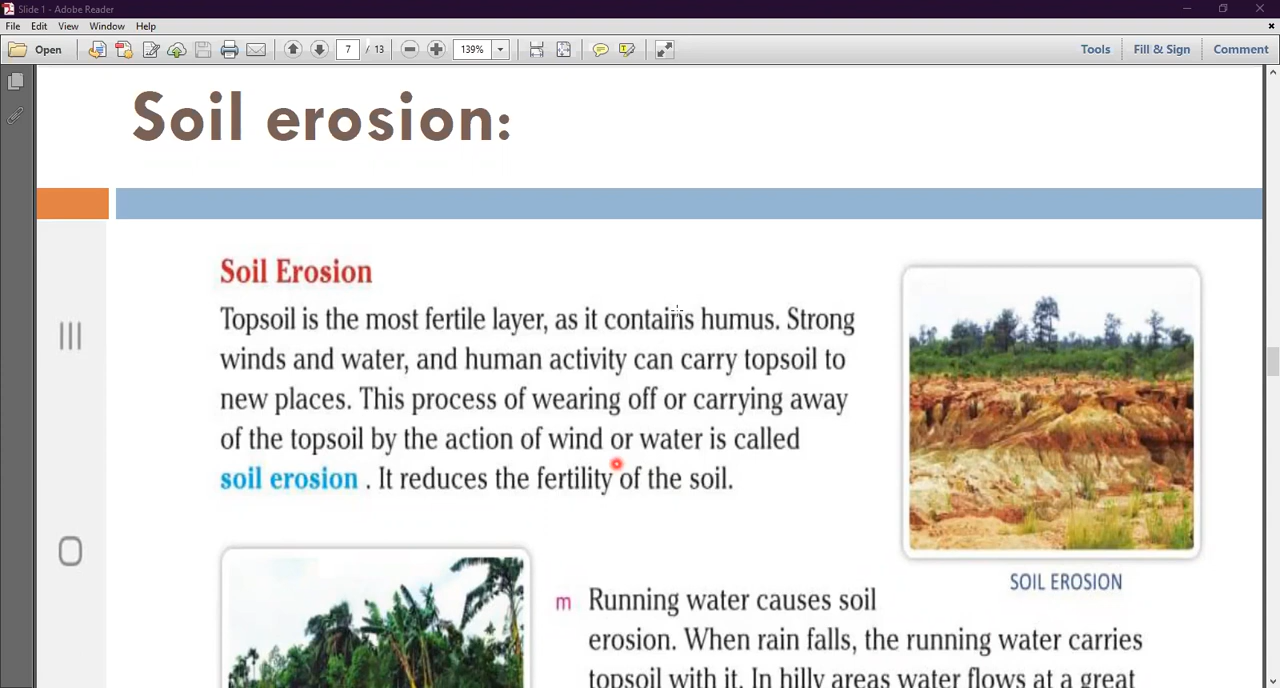 Slide 1 - Adobe Reader
File Edit View Window Help
Open 7 / 13 139% Tools Fill & Sign Comment
Soil erosion:
Soil Erosion
Topsoil is the most fertile layer, as it contains humus. Strong
winds and water, and human activity can carry topsoil to
new places. This process of wearing off or carrying away
of the topsoil by the action of wind or water is called
soil erosion . It reduces the fertility of the soil.
SOIL EROSION
m Running water causes soil
erosion. When rain falls, the running water carries
topsoil with it. In hilly areas water flows at a great